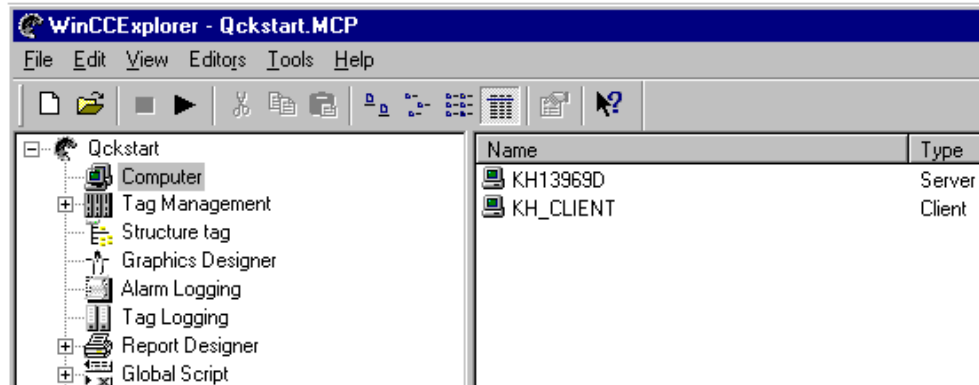 WinCCExplorer - Qckstart.MCP
File Edit View Editors Tools Help
Qckstart
Computer
Tag Management
Structure tag
Graphics Designer
Alarm Logging
Tag Logging
Report Designer
Global Script
Name Type
KH13969D Server
KH_CLIENT Client